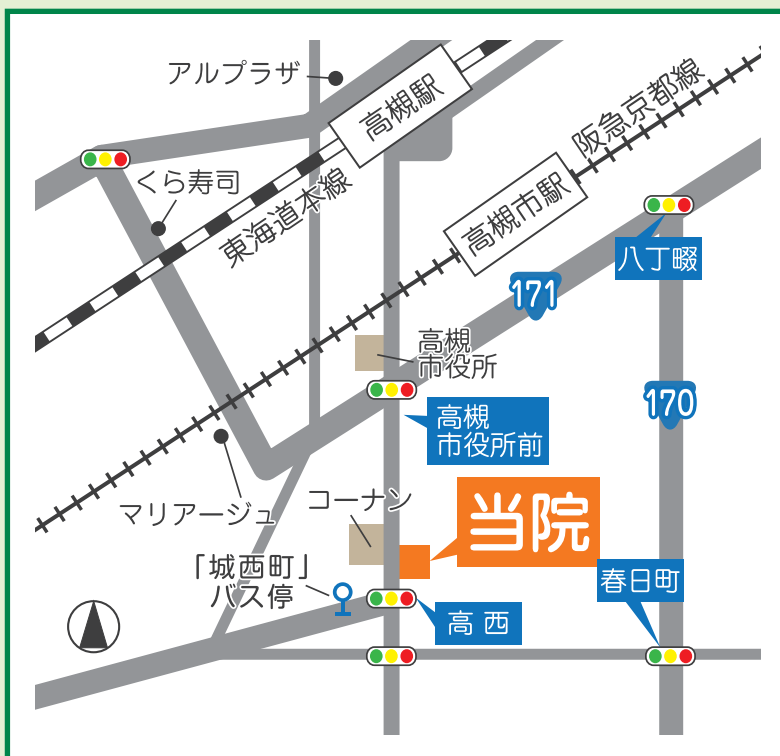 アルプラザ
高槻駅
阪急京都線
くら寿司
東海道本線
高槻市駅
八丁畷
171
高槻
市役所
170
高槻
市役所前
マリアージュ
コーナン
当院
「城西町」
バス停
春日町
高西